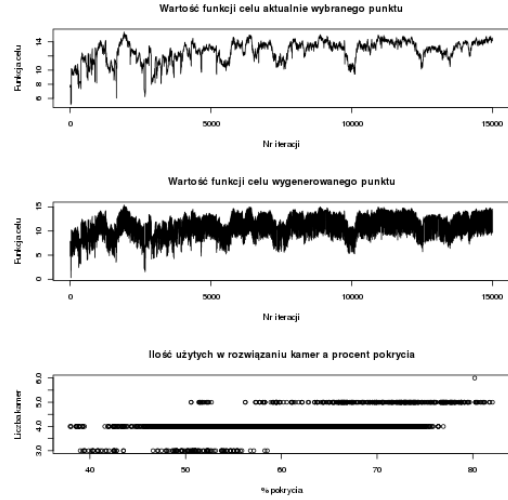 Wartość funkcji celu aktualnie wybranego punktu
Funkcja celu
14
12
10
8
6
0
5000
10000
15000
Nr iteracji
Wartość funkcji celu wygenerowanego punktu
Funkcja celu
15
10
5
0
0
5000
10000
15000
Nr iteracji
Ilość użytych w rozwiązaniu kamer a procent pokrycia
Liczba kamer
6.0
5.0
4.0
3.0
40
50
60
70
80
% pokrycia